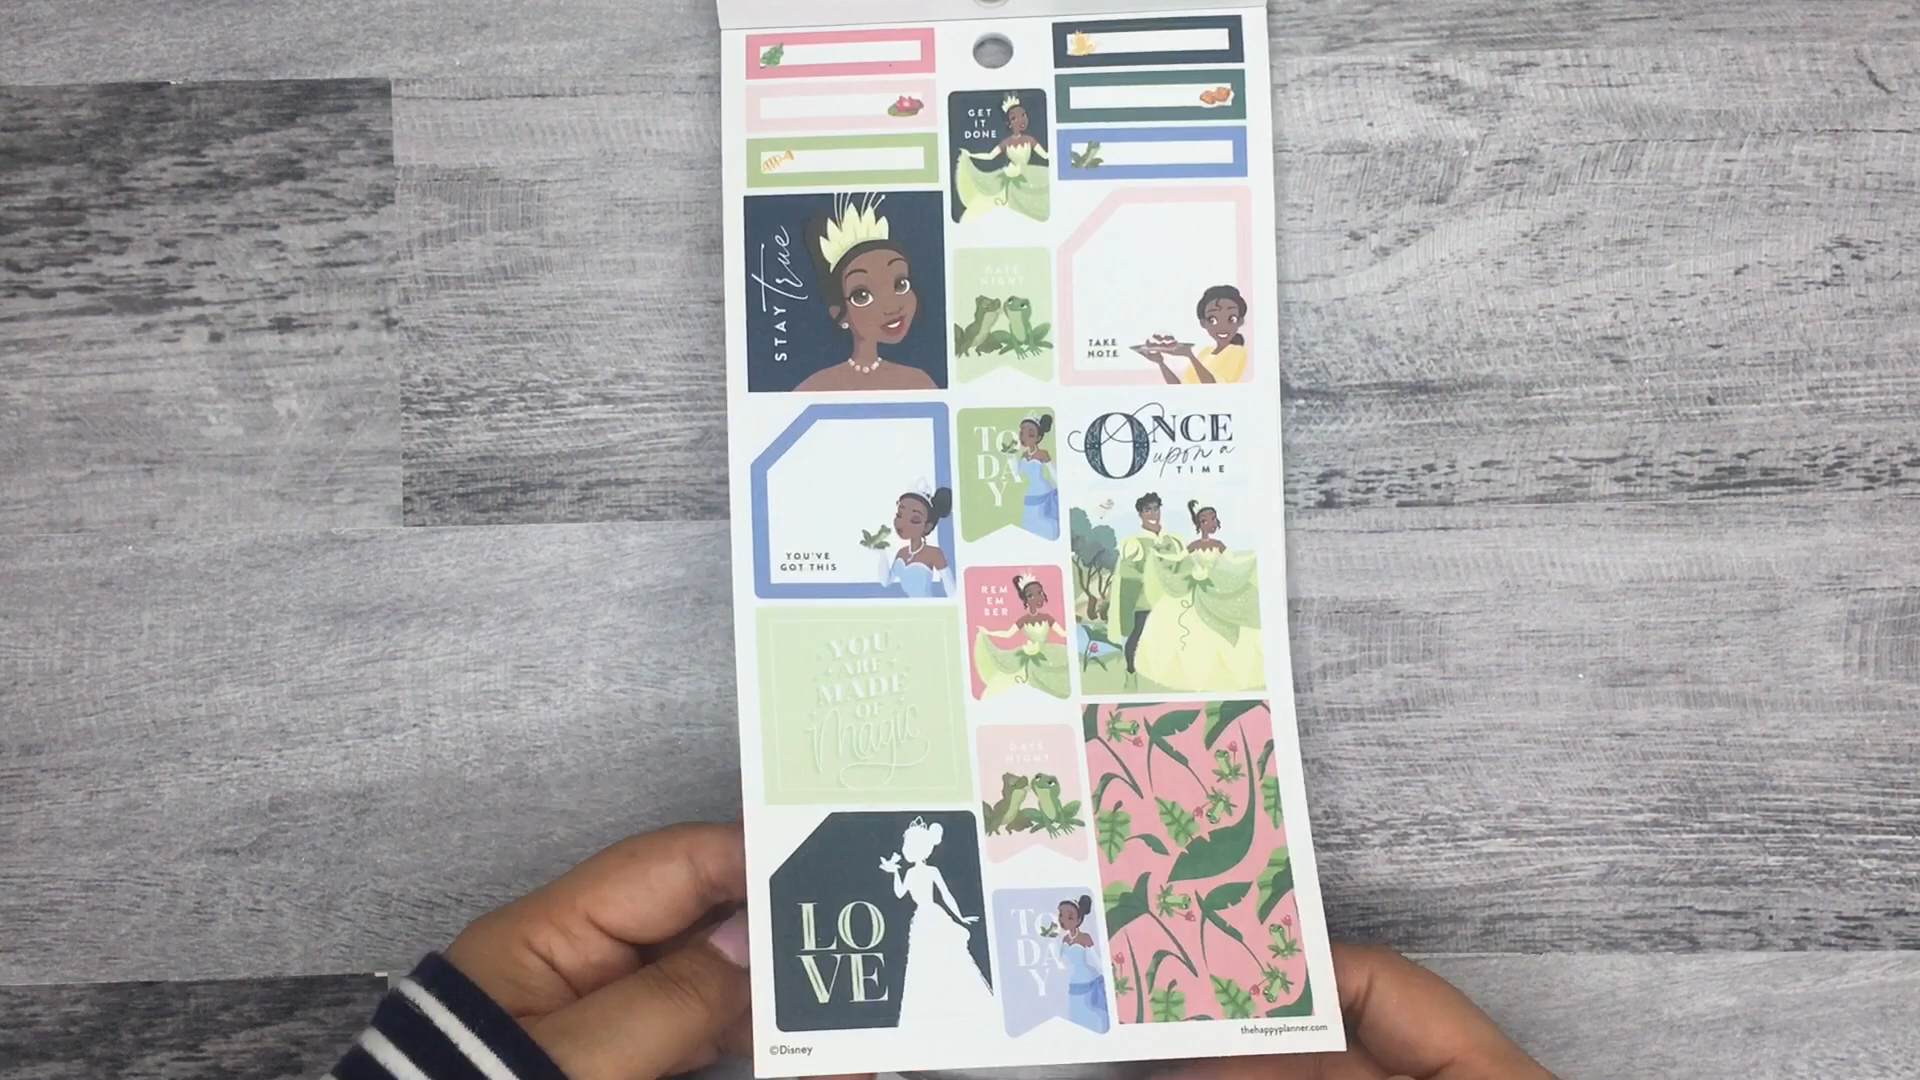 GET
IT
DONE
STAY true
DATE
NIGHT
TAKE
NOTE
YOU'VE
GOT THIS
TO
DA
Y
ONCE
upon a
TIME
REM
EM
BER
YOU
ARE
MADE
OF
Magic
DATE
NIGHT
LO
VE
TO
DA
Y
©Disney
thehappyplanner.com